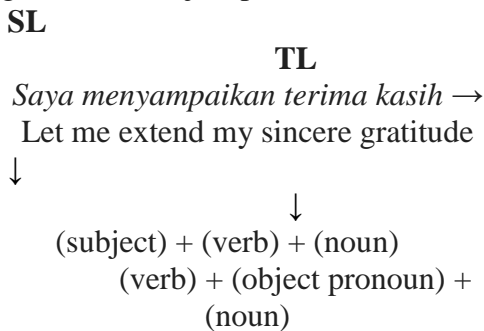 SL
TL
Saya menyampaikan terima kasih →
Let me extend my sincere gratitude
↓
↓
(subject) + (verb) + (noun)
(verb) + (object pronoun) +
(noun)